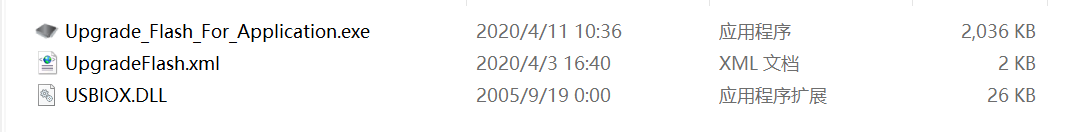 Upgrade_Flash_For_Application.exe 2020/4/11 10:36 应用程序 2,036 KB
UpgradeFlash.xml 2020/4/3 16:40 XML 文档 2 KB
USBIOX.DLL 2005/9/19 0:00 应用程序扩展 26 KB